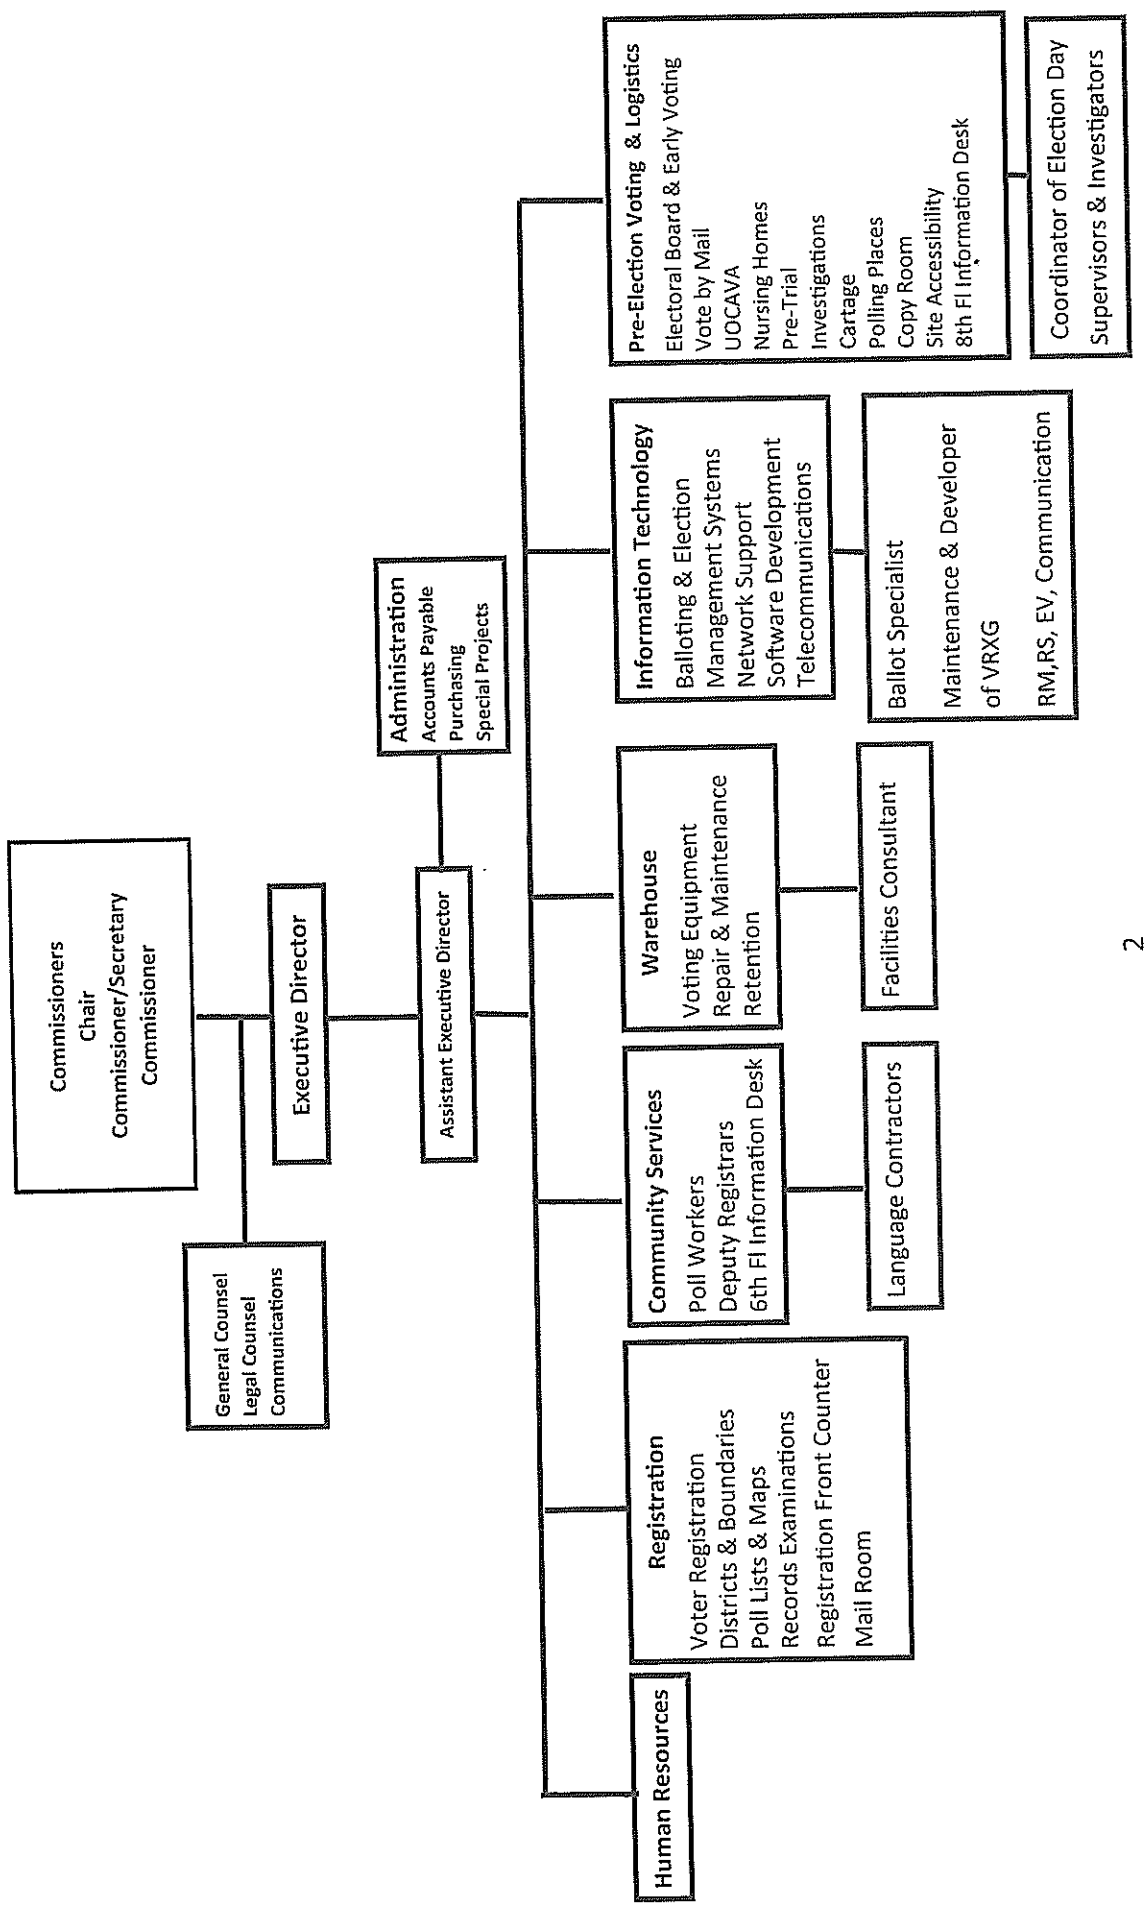 Commissioners
Chair
Commissioner/Secretary
Commissioner
General Counsel
Legal Counsel
Communications
Executive Director
Assistant Executive Director
Administration
Accounts Payable
Purchasing
Special Projects
Human Resources
Registration
Voter Registration
Districts & Boundaries
Poll Lists & Maps
Records Examinations
Registration Front Counter
Mail Room
Community Services
Poll Workers
Deputy Registrars
6th Fl Information Desk
Language Contractors
Warehouse
Voting Equipment
Repair & Maintenance
Retention
Facilities Consultant
Information Technology
Balloting & Election
Management Systems
Network Support
Software Development
Telecommunications
Ballot Specialist
Maintenance & Developer
of VRXG
RM,RS, EV, Communication
Pre-Election Voting & Logistics
Electoral Board & Early Voting
Vote by Mail
UOCAVA
Nursing Homes
Pre-Trial
Investigations
Cartage
Polling Places
Copy Room
Site Accessibility
8th Fl Information Desk
Coordinator of Election Day
Supervisors & Investigators
2